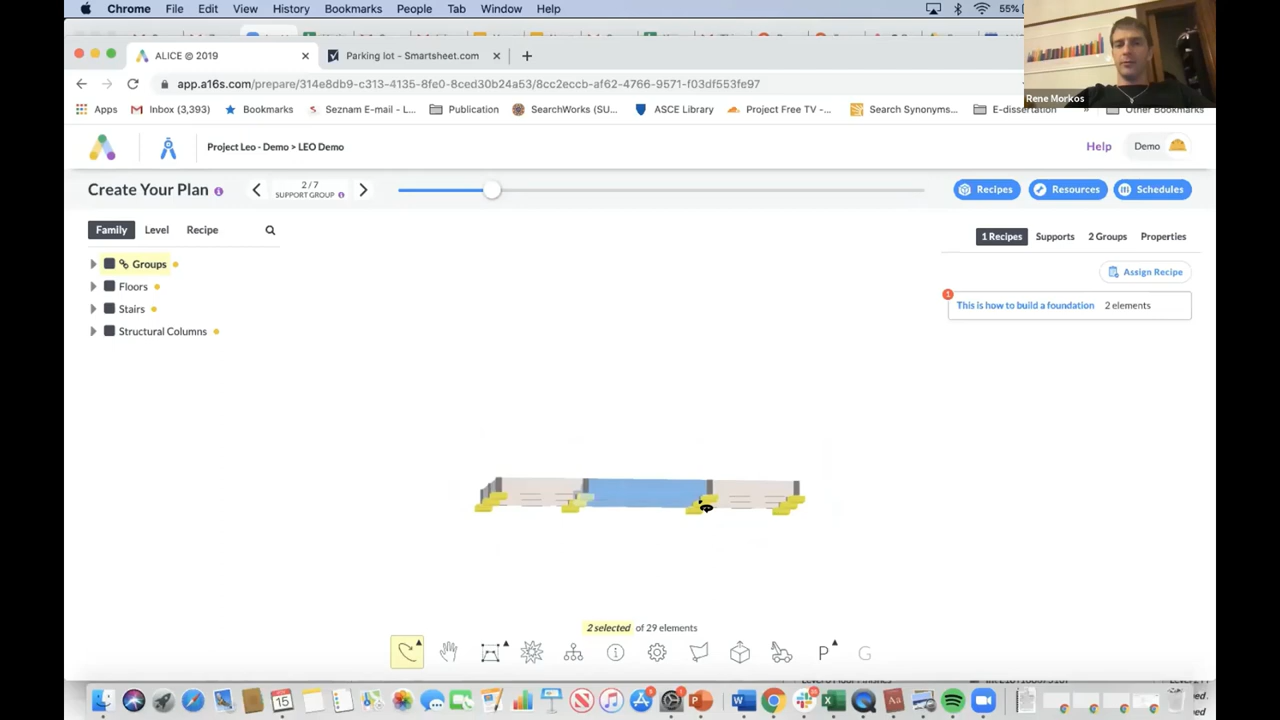 Chrome File Edit View History Bookmarks People Tab Window Help 55%
ALICE © 2019 Parking lot - Smartsheet.com
app.a16s.com/prepare/314e8db9-c313-4135-8fe0-8ced30b24a53/8cc2eccb-af62-4766-9571-f03df553fe97
Apps Inbox (3,393) Bookmarks seznam E-mail - L... Publication SearchWorks (SU... ASCE Library Project Free TV -... Search Synonyms... E-dissertation » Other Bookmarks
Rene Morkos
Project Leo - Demo > LEO Demo Help Demo
Create Your Plan 2/7
SUPPORT GROUP
Recipes Resources Schedules
Family Level Recipe
1 Recipes Supports 2 Groups Properties
Groups
Assign Recipe
Floors
1
This is how to build a foundation 2 elements
Stairs
Structural Columns
2 selected of 29 elements
P G
15